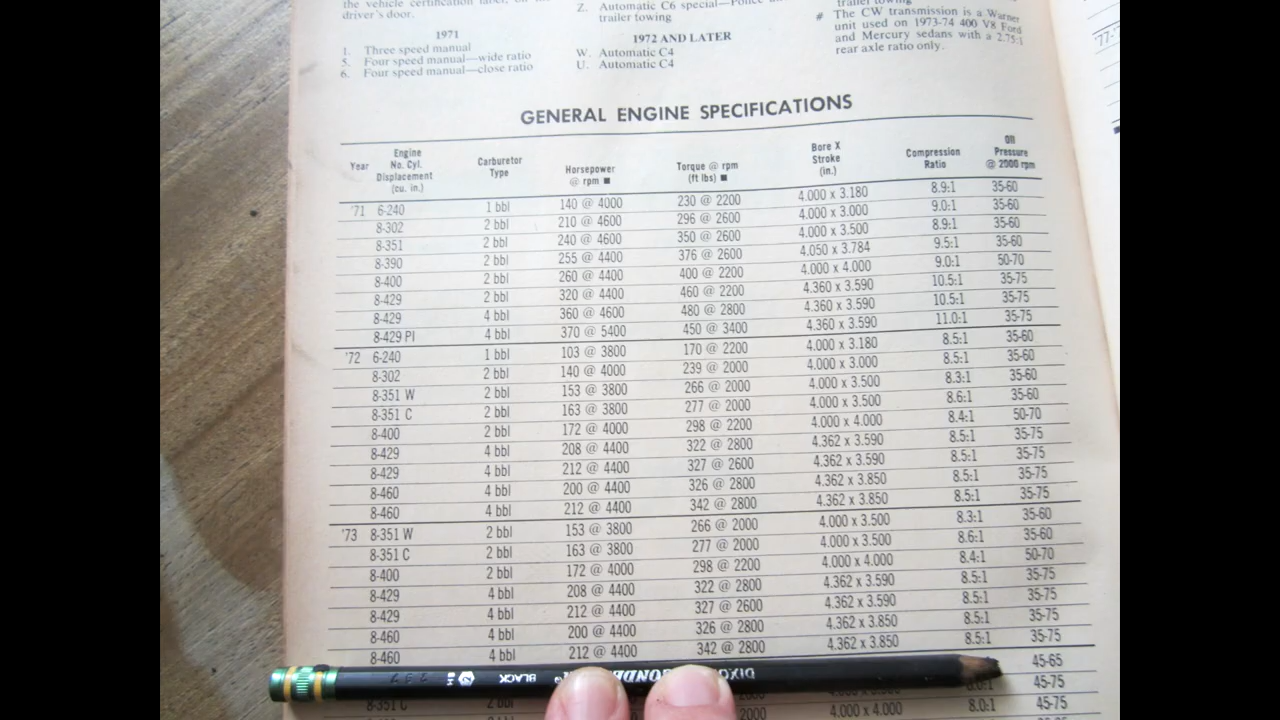 the vehicle certification label, on the
driver's door.
1971
1. Three speed manual
5. Four speed manual—wide ratio
6. Four speed manual—close ratio
Z. Automatic C6 special—Police
trailer towing
1972 AND LATER
W. Automatic C4
U. Automatic C4
trailer towing
# The CW transmission is a Warner
unit used on 1973-74 400 V8 Ford
and Mercury sedans with a 2.75:1
rear axle ratio only.
'77-'
GENERAL ENGINE SPECIFICATIONS
Year Engine No. Cyl. Displacement (cu. in.) Carburetor Type Horsepower @ rpm ■ Torque @ rpm (ft lbs) ■ Bore X Stroke (in.) Compression Ratio Oil Pressure @ 2000 rpm
'71 6-240 1 bbl 140 @ 4000 230 @ 2200 4.000 x 3.180 8.9:1 35-60
8-302 2 bbl 210 @ 4600 296 @ 2600 4.000 x 3.000 9.0:1 35-60
8-351 2 bbl 240 @ 4600 350 @ 2600 4.000 x 3.500 8.9:1 35-60
8-390 2 bbl 255 @ 4400 376 @ 2600 4.050 x 3.784 9.5:1 35-60
8-400 2 bbl 260 @ 4400 400 @ 2200 4.000 x 4.000 9.0:1 50-70
8-429 2 bbl 320 @ 4400 460 @ 2200 4.360 x 3.590 10.5:1 35-75
8-429 4 bbl 360 @ 4600 480 @ 2800 4.360 x 3.590 10.5:1 35-75
8-429 PI 4 bbl 370 @ 5400 450 @ 3400 4.360 x 3.590 11.0:1 35-75
'72 6-240 1 bbl 103 @ 3800 170 @ 2200 4.000 x 3.180 8.5:1 35-60
8-302 2 bbl 140 @ 4000 239 @ 2000 4.000 x 3.000 8.5:1 35-60
8-351 W 2 bbl 153 @ 3800 266 @ 2000 4.000 x 3.500 8.3:1 35-60
8-351 C 2 bbl 163 @ 3800 277 @ 2000 4.000 x 3.500 8.6:1 35-60
8-400 2 bbl 172 @ 4000 298 @ 2200 4.000 x 4.000 8.4:1 50-70
8-429 4 bbl 208 @ 4400 322 @ 2800 4.362 x 3.590 8.5:1 35-75
8-429 4 bbl 212 @ 4400 327 @ 2600 4.362 x 3.590 8.5:1 35-75
8-460 4 bbl 200 @ 4400 326 @ 2800 4.362 x 3.850 8.5:1 35-75
8-460 4 bbl 212 @ 4400 342 @ 2800 4.362 x 3.850 8.5:1 35-75
'73 8-351 W 2 bbl 153 @ 3800 266 @ 2000 4.000 x 3.500 8.3:1 35-60
8-351 C 2 bbl 163 @ 3800 277 @ 2000 4.000 x 3.500 8.6:1 35-60
8-400 2 bbl 172 @ 4000 298 @ 2200 4.000 x 4.000 8.4:1 50-70
8-429 4 bbl 208 @ 4400 322 @ 2800 4.362 x 3.590 8.5:1 35-75
8-429 4 bbl 212 @ 4400 327 @ 2600 4.362 x 3.590 8.5:1 35-75
8-460 4 bbl 200 @ 4400 326 @ 2800 4.362 x 3.850 8.5:1 35-75
8-460 4 bbl 212 @ 4400 342 @ 2800 4.362 x 3.850 8.5:1 35-75
45-65
DIXON BLACK
8.0:1 45-75
8-351 C 2 bbl 4.000 x 4.000 8.0:1 45-75